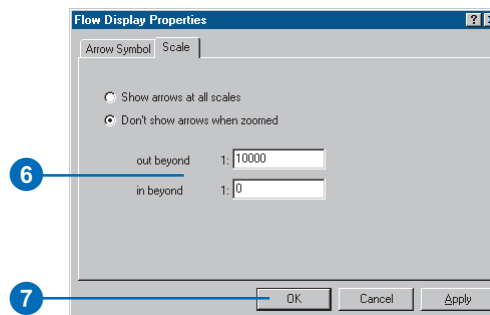 Flow Display Properties ?
Arrow Symbol Scale
Show arrows at all scales
Don't show arrows when zoomed
out beyond 1: 10000
6
in beyond 1: 0
7
OK Cancel Apply